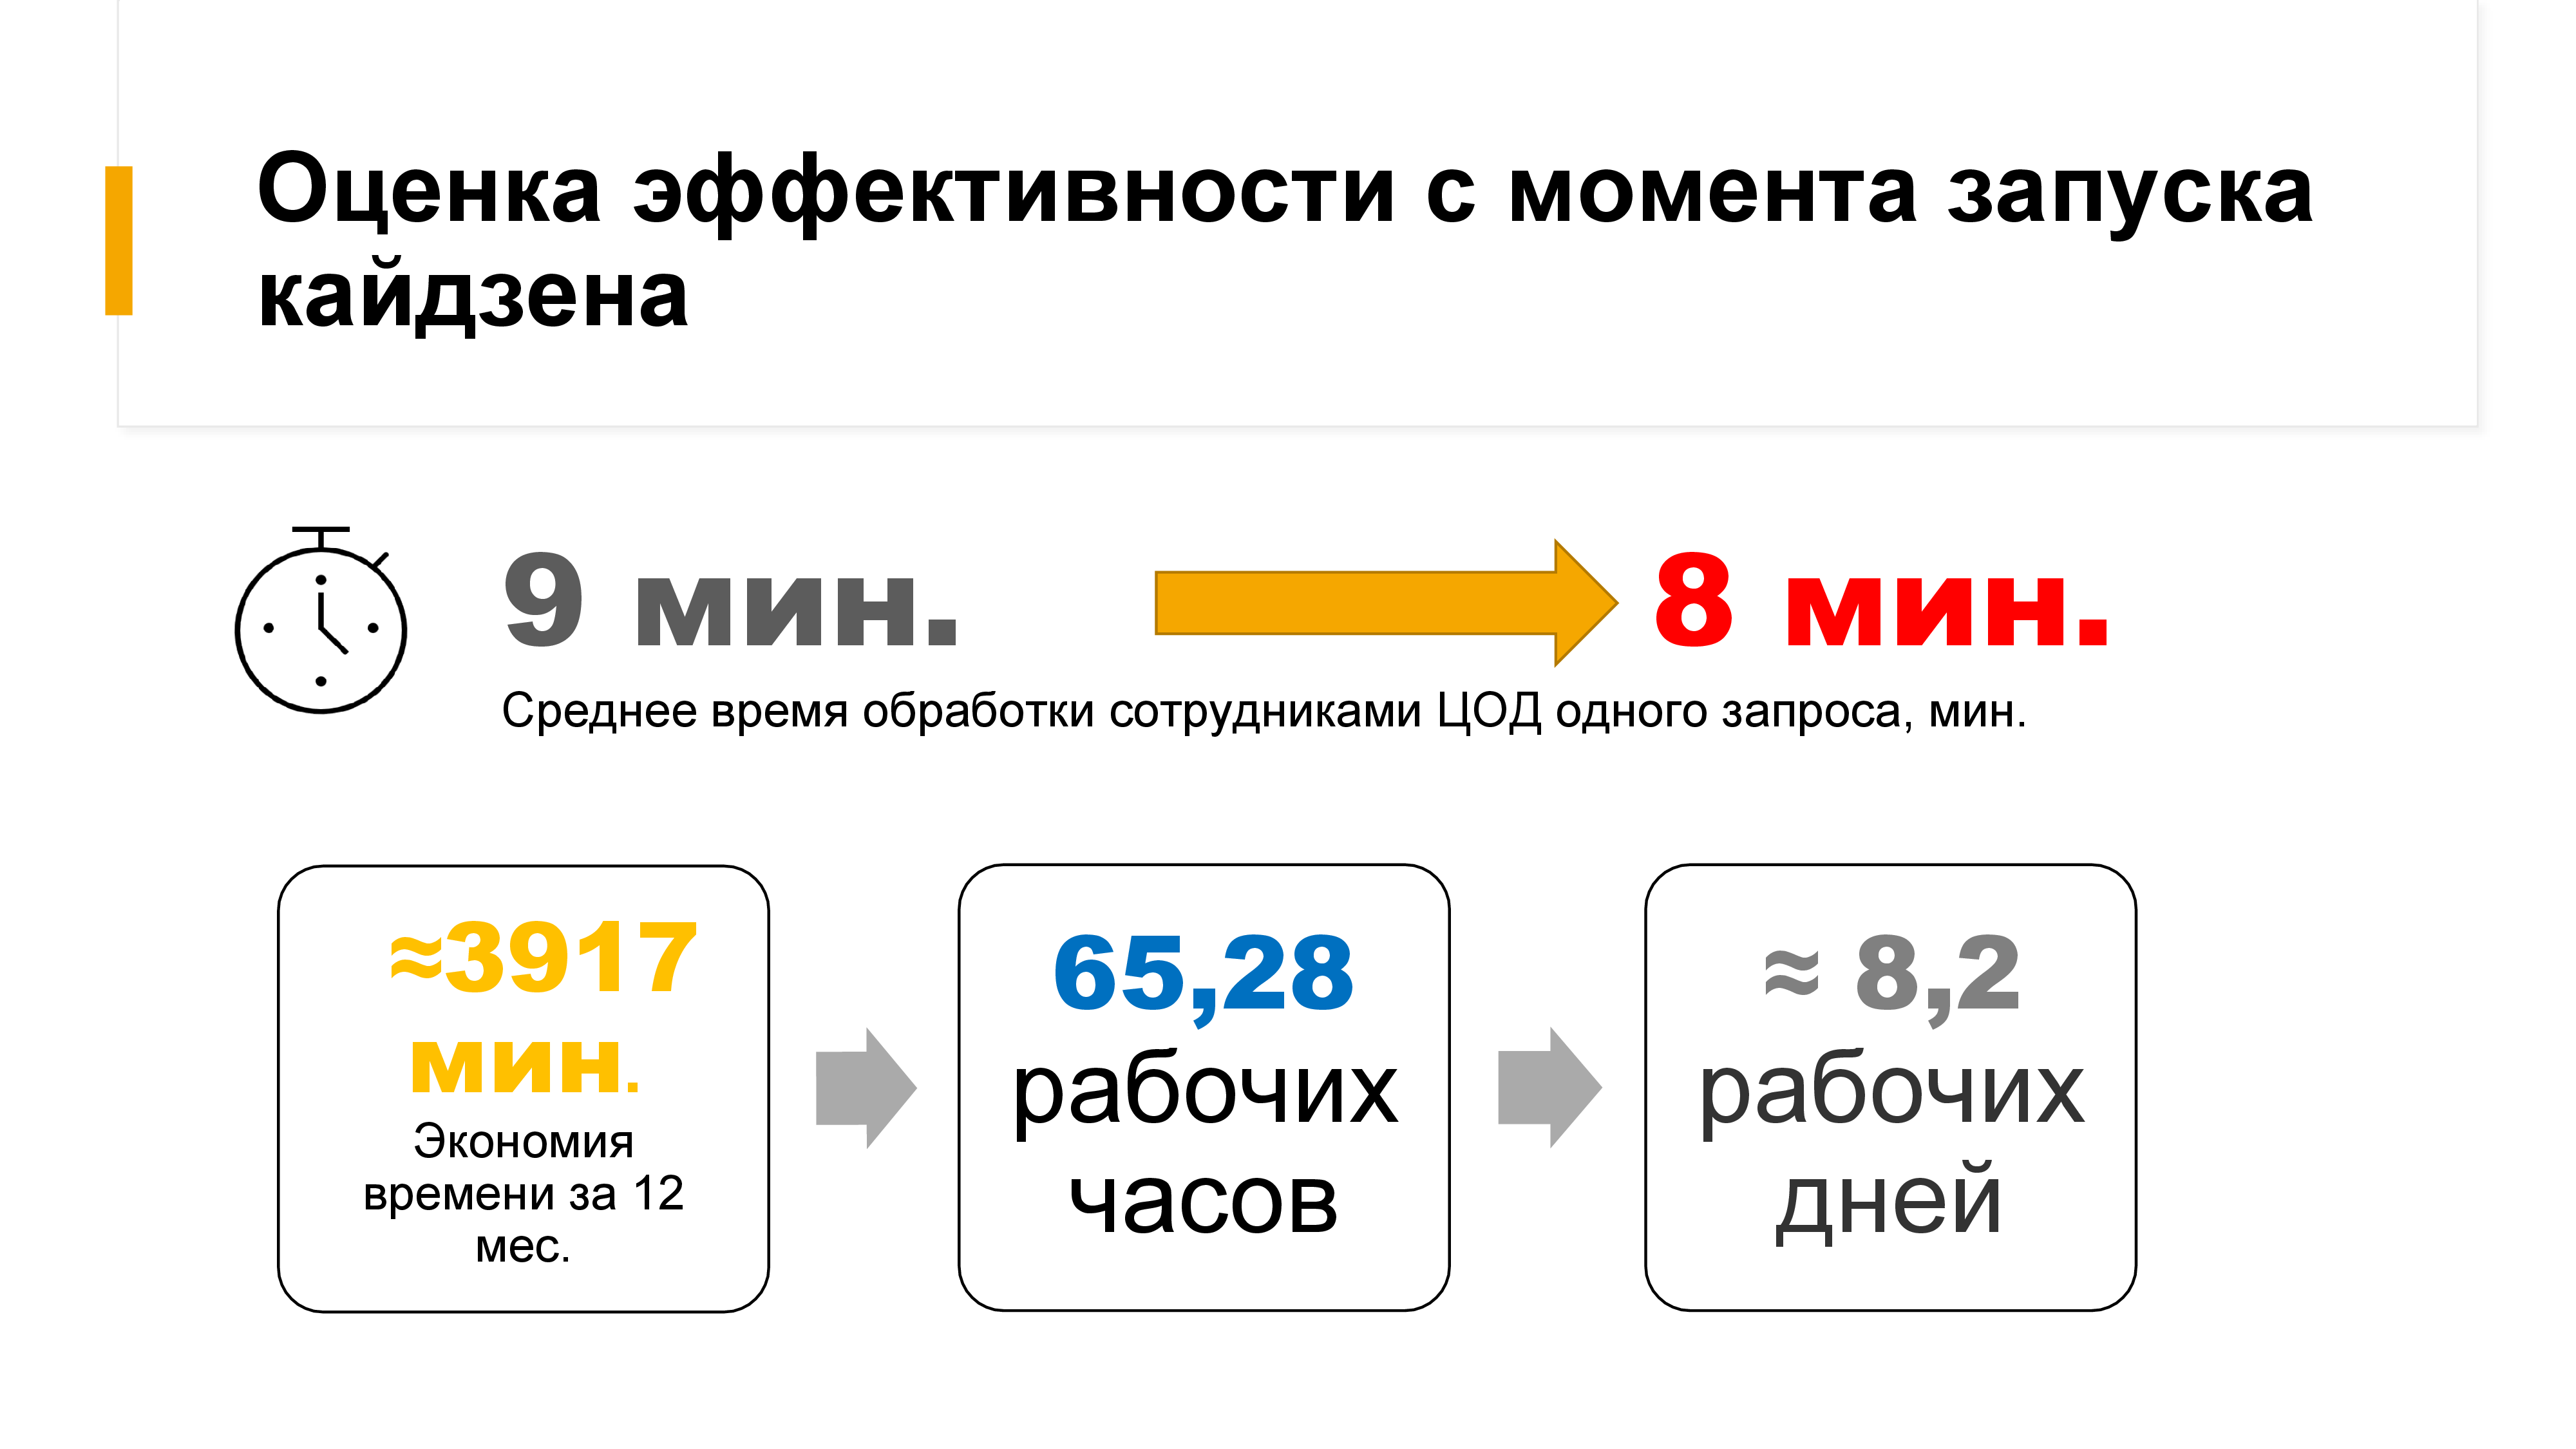 Оценка эффективности с момента запуска
кайдзена
9 мин.
8 мин.
Среднее время обработки сотрудниками ЦОД одного запроса, мин.
≈3917
мин.
Экономия
времени за 12
мес.
65,28
рабочих
часов
≈ 8,2
рабочих
дней